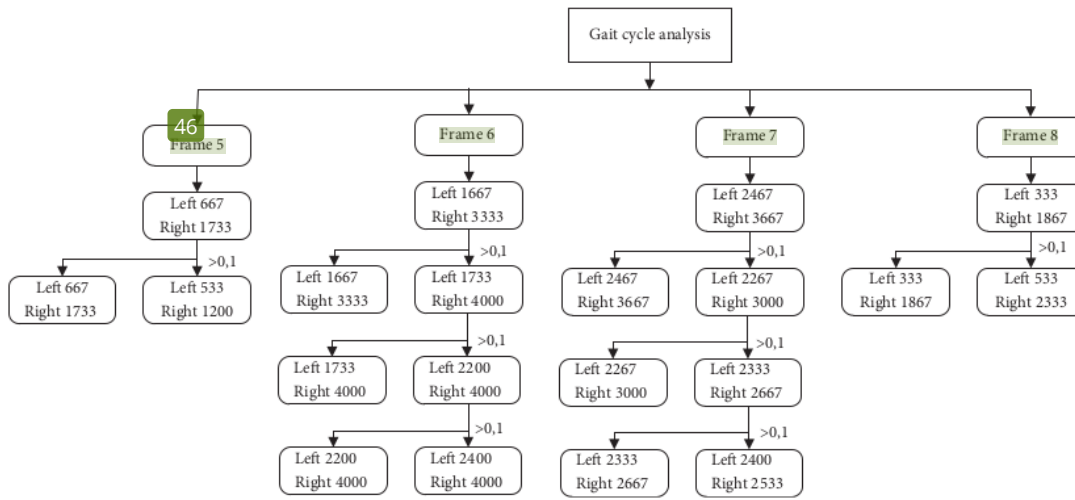 Gait cycle analysis
46
Frame 5
Frame 6
Frame 7
Frame 8
Left 667
Right 1733
Left 1667
Right 3333
Left 2467
Right 3667
Left 333
Right 1867
>0,1
>0,1
>0,1
>0,1
Left 667
Right 1733
Left 533
Right 1200
Left 1667
Right 3333
Left 1733
Right 4000
Left 2467
Right 3667
Left 2267
Right 3000
Left 333
Right 1867
Left 533
Right 2333
>0,1
>0,1
Left 1733
Right 4000
Left 2200
Right 4000
Left 2267
Right 3000
Left 2333
Right 2667
>0,1
>0,1
Left 2200
Right 4000
Left 2400
Right 4000
Left 2333
Right 2667
Left 2400
Right 2533